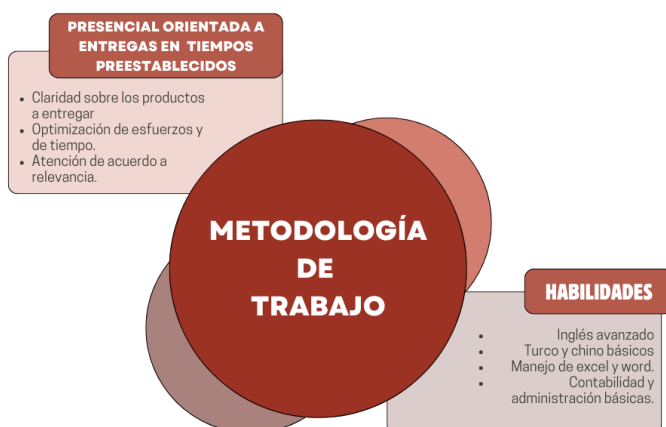 PRESENCIAL ORIENTADA A
ENTREGAS EN TIEMPOS
PREESTABLECIDOS
• Claridad sobre los productos
a entregar
• Optimización de esfuerzos y
de tiempo.
• Atención de acuerdo a
relevancia.
METODOLOGÍA
DE
TRABAJO
HABILIDADES
• Inglés avanzado
• Turco y chino básicos
• Manejo de excel y word.
• Contabilidad y
administración básicas.